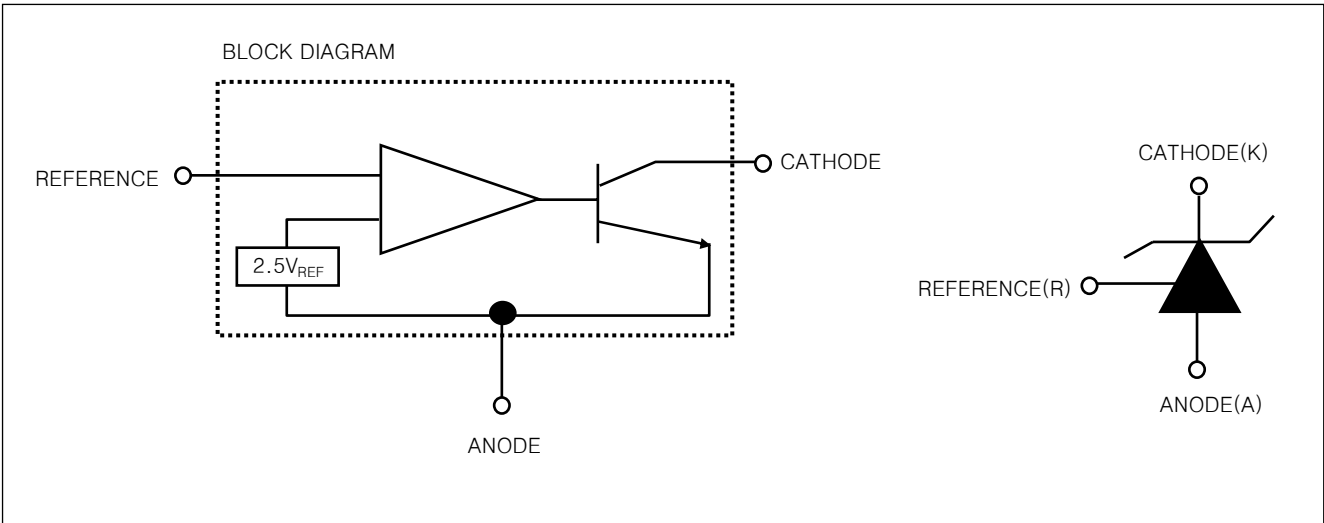 BLOCK DIAGRAM
REFERENCE
CATHODE
2.5VREF
ANODE
CATHODE(K)
REFERENCE(R)
ANODE(A)